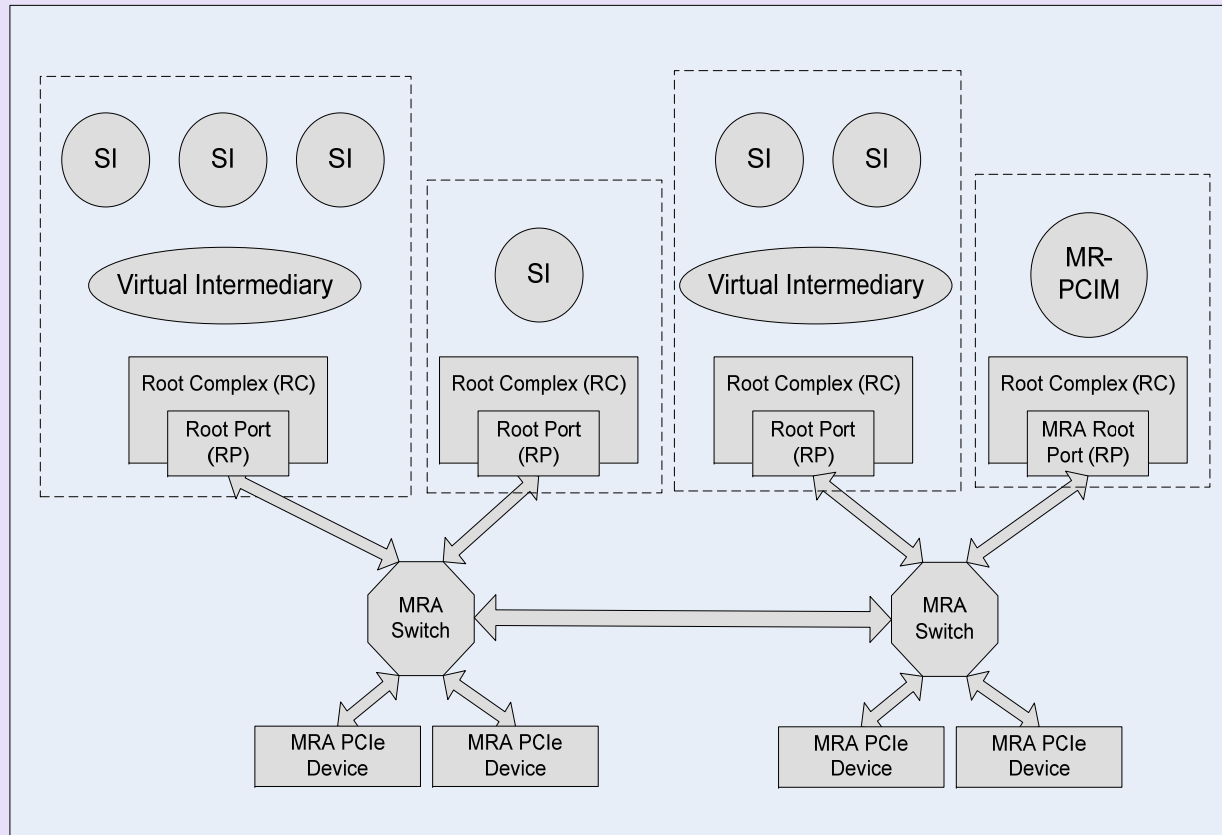 SI
SI
SI
Virtual Intermediary
Root Complex (RC)
Root Port
(RP)
SI
Root Complex (RC)
Root Port
(RP)
SI
SI
Virtual Intermediary
Root Complex (RC)
Root Port
(RP)
MR-
PCIM
Root Complex (RC)
MRA Root
Port (RP)
MRA
Switch
MRA
Switch
MRA PCIe
Device
MRA PCIe
Device
MRA PCIe
Device
MRA PCIe
Device